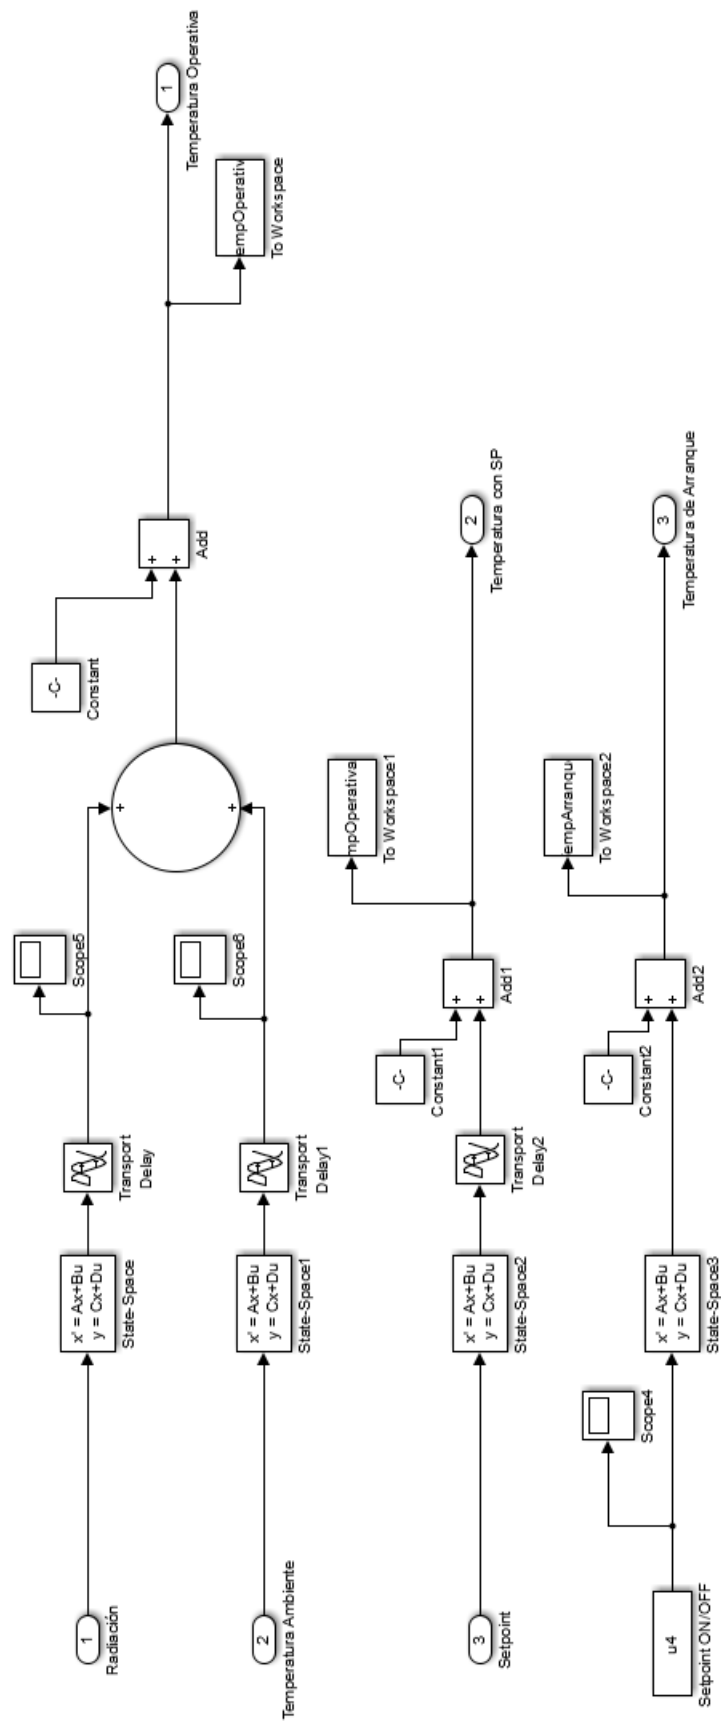 1
Radiación
x' = Ax+Bu
y = Cx+Du
State-Space
Transport
Delay
Scope5
+
+
-C-
Constant
+
+
Add
1
Temperatura Operativa
empOperativ
To Workspace
2
Temperatura Ambiente
x' = Ax+Bu
y = Cx+Du
State-Space1
Transport
Delay1
Scope6
3
Setpoint
x' = Ax+Bu
y = Cx+Du
State-Space2
Transport
Delay2
-C-
Constant1
+
+
Add1
mpOperativa
To Workspace1
2
Temperatura con SP
u4
Setpoint ON/OFF
Scope4
x' = Ax+Bu
y = Cx+Du
State-Space3
-C-
Constant2
+
+
Add2
empArranqu
To Workspace2
3
Temperatura de Arranque